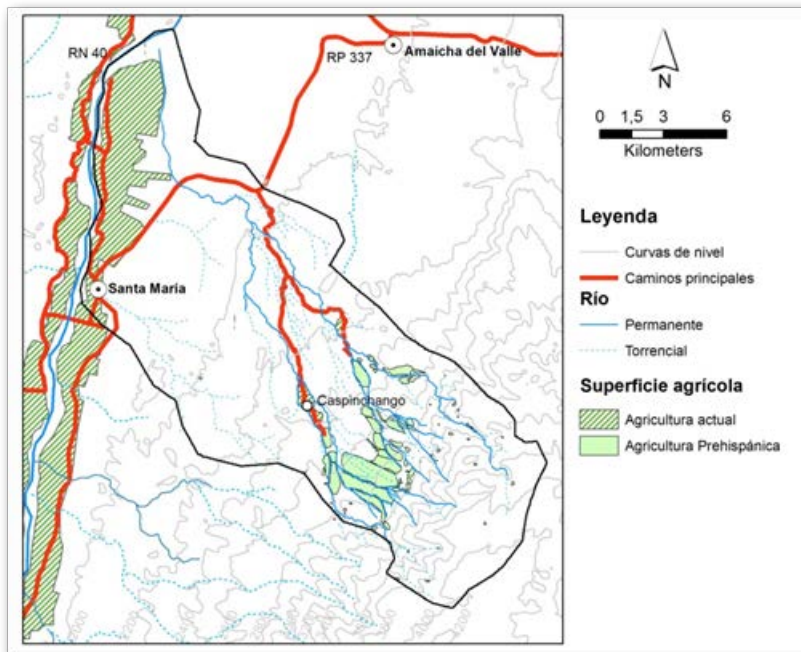 RN 40
RP 337
Amaicha del Valle
Santa María
Caspinchango
N
0 1,5 3 6
Kilometers
Leyenda
Curvas de nivel
Caminos principales
Río
Permanente
Torrencial
Superficie agrícola
Agricultura actual
Agricultura Prehispánica